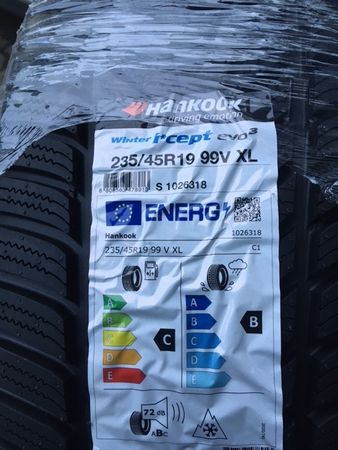 HANKOOK
driving emotion
Winter i*cept evo³
235/45R19 99V XL
S 1026318
ENERG
Hankook 1026318
235/45R19 99 V XL C1
A
B
C
D
E
C
A
B
C
D
E
B
72 dB
ABC